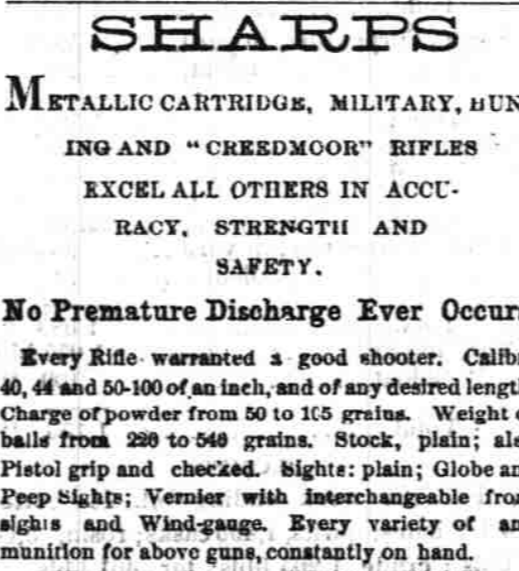 SHARPS
METALLIC CARTRIDGE, MILITARY, HUN
ING AND "CREEDMOOR" RIFLES
EXCEL ALL OTHERS IN ACCU-
RACY, STRENGTH AND
SAFETY.
No Premature Discharge Ever Occur
Every Rifle warranted a good shooter. Calib
40, 44 and 50-100 of an inch, and of any desired lengt
Charge of powder from 50 to 105 grains. Weight
balls from 220 to 540 grains. Stock, plain; als
Pistol grip and checked. Sights: plain; Globe an
Peep Sights; Vernier with interchangeable fron
sights and Wind-gauge. Every variety of am
munition for above guns, constantly on hand.